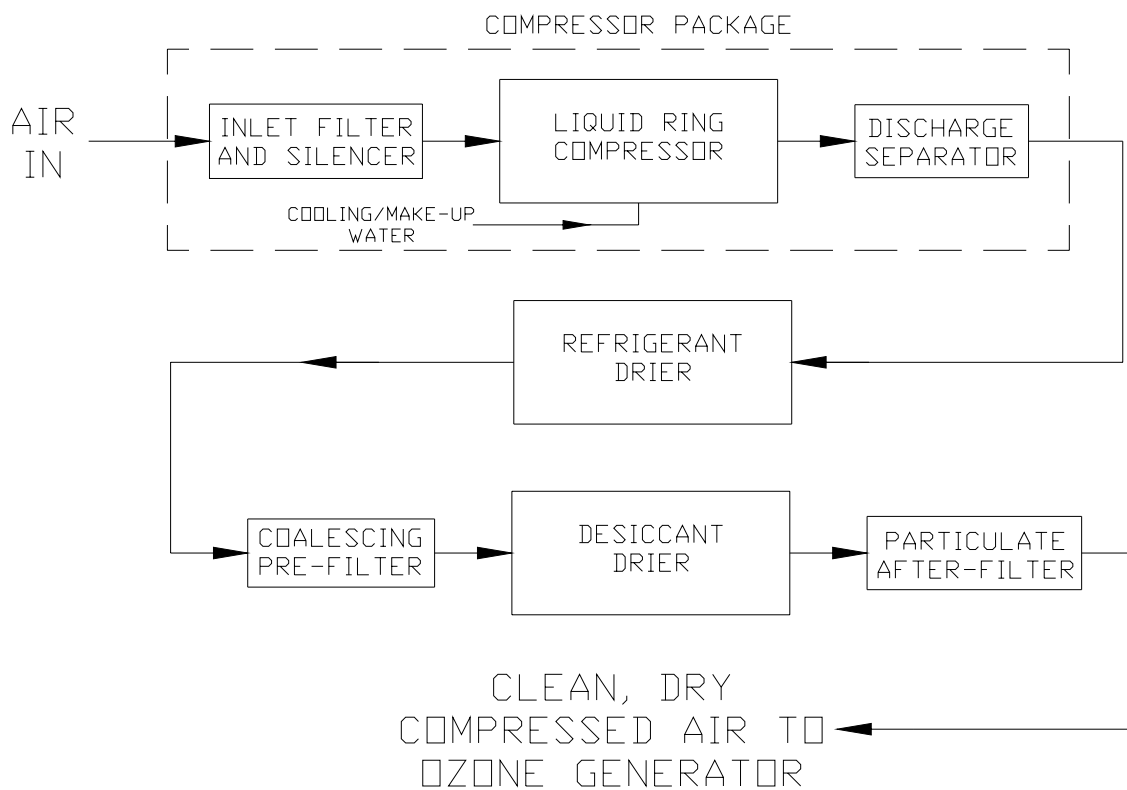 COMPRESSOR PACKAGE
AIR
IN
INLET FILTER
AND SILENCER
LIQUID RING
COMPRESSOR
DISCHARGE
SEPARATOR
COOLING/MAKE-UP
WATER
REFRIGERANT
DRIER
COALESCING
PRE-FILTER
DESICCANT
DRIER
PARTICULATE
AFTER-FILTER
CLEAN, DRY
COMPRESSED AIR TO
OZONE GENERATOR